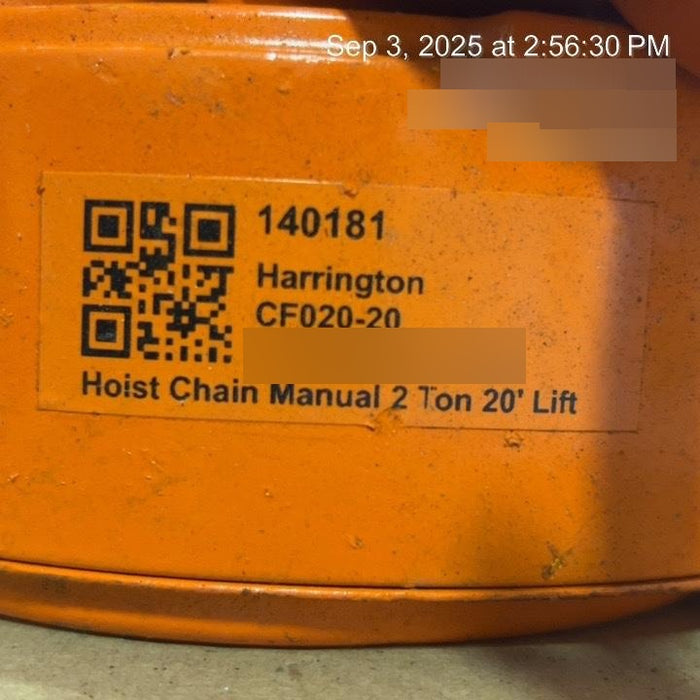 Sep 3, 2025 at 2:56:30 PM
140181
Harrington
CF020-20
Hoist Chain Manual 2 Ton 20' Lift